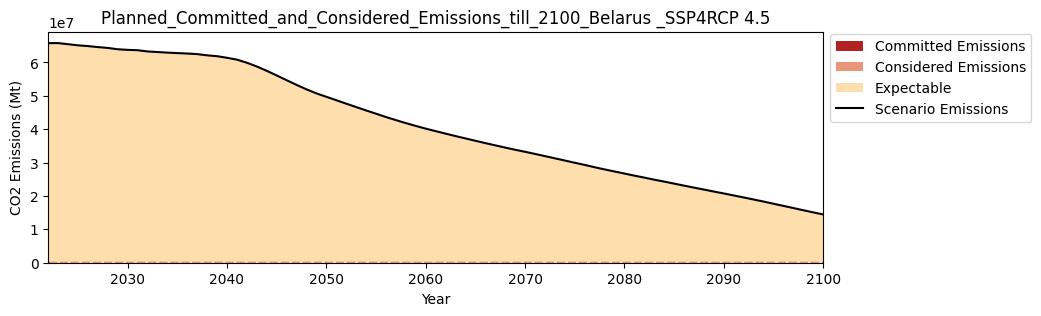 Planned_Committed_and_Considered_Emissions_till_2100_Belarus _SSP4RCP 4.5
1e7
6
5
4
3
2
1
0
CO2 Emissions (Mt)
2030 2040 2050 2060 2070 2080 2090 2100
Year
Committed Emissions
Considered Emissions
Expectable
Scenario Emissions